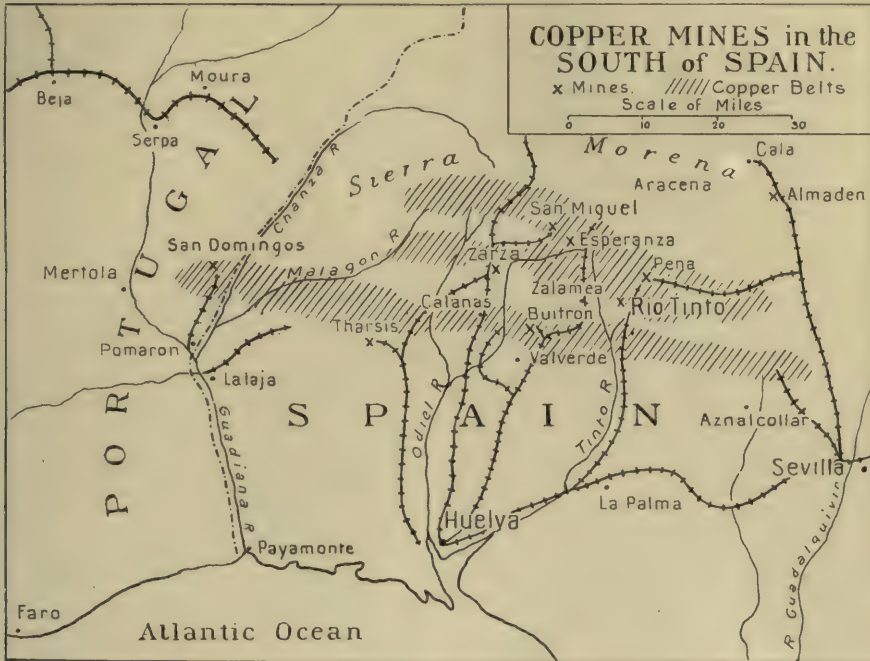 COPPER MINES in the
SOUTH of SPAIN.
x Mines. Copper Belts
Scale of Miles
0 10 20 30
Moura
Beja
Serpa
PORTUGAL
Chanza R
Sierra
Morena
Cala
Aracena
Almaden
San Miguel
San Domingos
Esperanza
Zarza
Malagon R
Mertola
Pena
Zalamea
Calanas
Rio Tinto
Buitron
Tharsis
Pomaron
Valverde
Lalaja
SPAIN
Odiel R
Tinto R
Guadiana R
Aznalcollar
Sevilla
La Palma
Huelva
R Guadalquivir
Payamonte
Faro
Atlantic Ocean